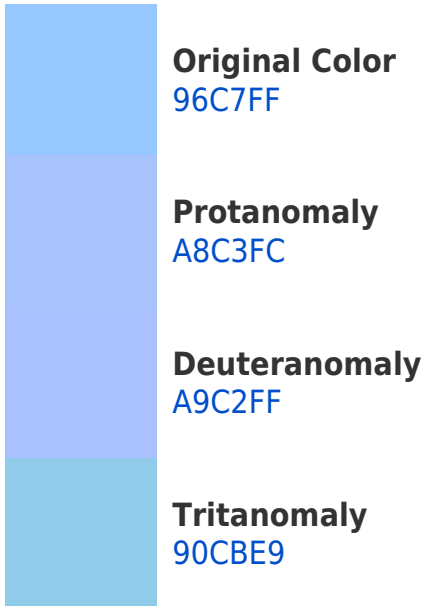 Original Color
96C7FF
Protanomaly
A8C3FC
Deuteranomaly
A9C2FF
Tritanomaly
90CBE9